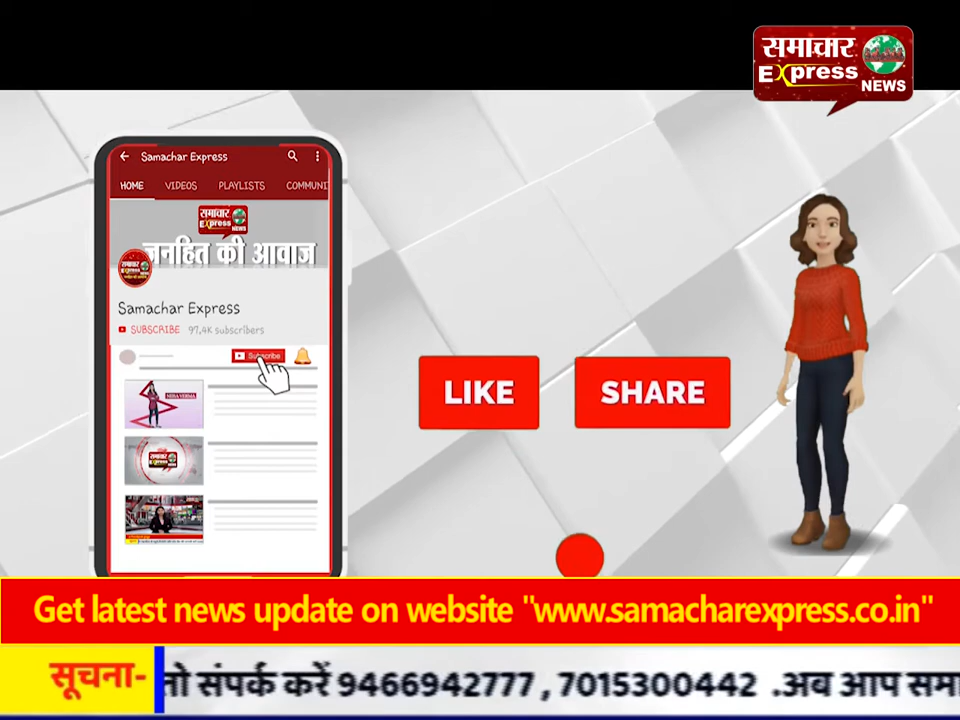 समाचार
Express
NEWS
Samachar Express
HOME VIDEOS PLAYLISTS COMMUNI
समाचार
Express
NEWS
जनहित की आवाज
Samachar Express
SUBSCRIBE 97.4K subscribers
Subscribe
LIKE SHARE
Get latest news update on website "www.samacharexpress.co.in"
सूचना- तो संपर्क करें 9466942777 , 7015300442 .अब आप समा